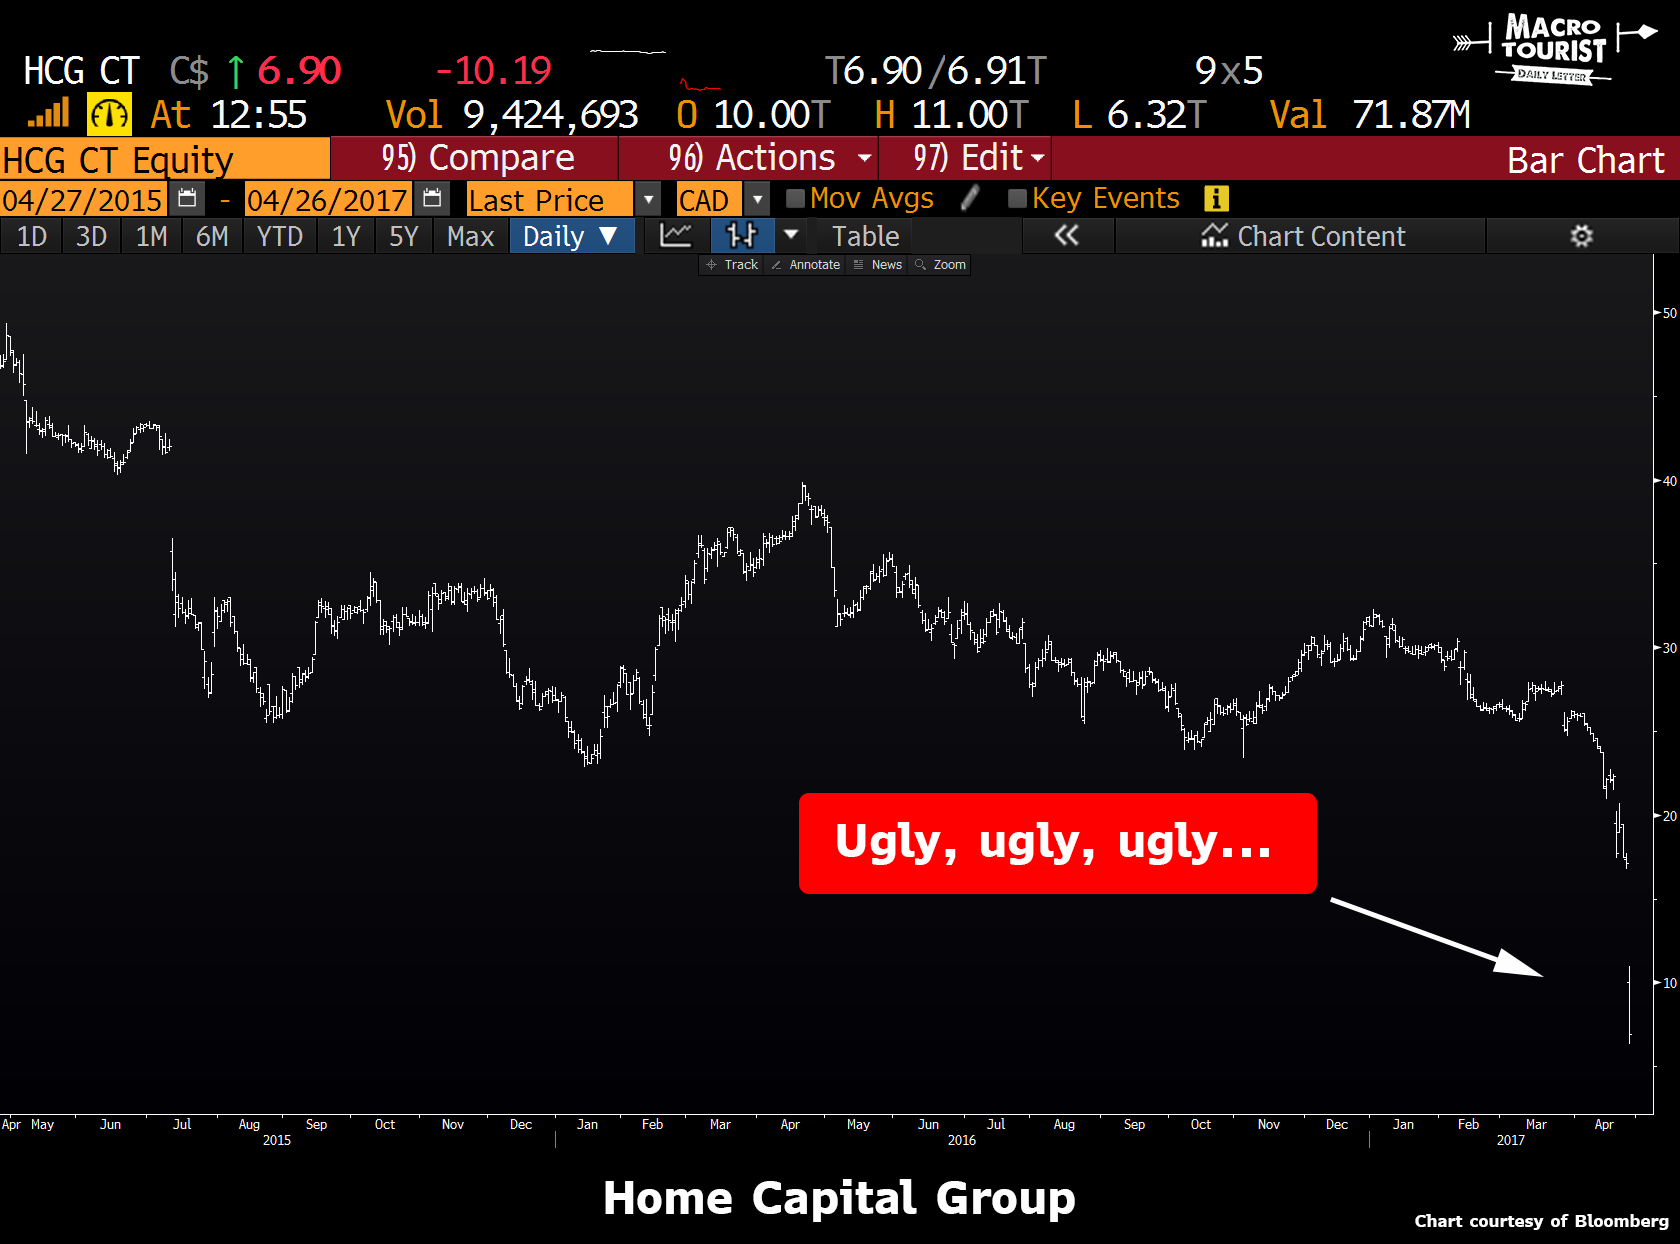 MACRO
TOURIST
DAILY LETTER
HCG CT C$ ↑ 6.90 -10.19 T6.90/6.91T 9x5
At 12:55 Vol 9,424,693 O 10.00T H 11.00T L 6.32T Val 71.87M
HCG CT Equity 95) Compare 96) Actions 97) Edit Bar Chart
04/27/2015 - 04/26/2017 Last Price CAD Mov Avgs Key Events i
1D 3D 1M 6M YTD 1Y 5Y Max Daily ▼ Table « Chart Content
Track Annotate News Zoom
50
40
30
20
Ugly, ugly, ugly...
10
Apr May Jun Jul Aug Sep Oct Nov Dec Jan Feb Mar Apr May Jun Jul Aug Sep Oct Nov Dec Jan Feb Mar Apr
2015 2016 2017
Home Capital Group
Chart courtesy of Bloomberg